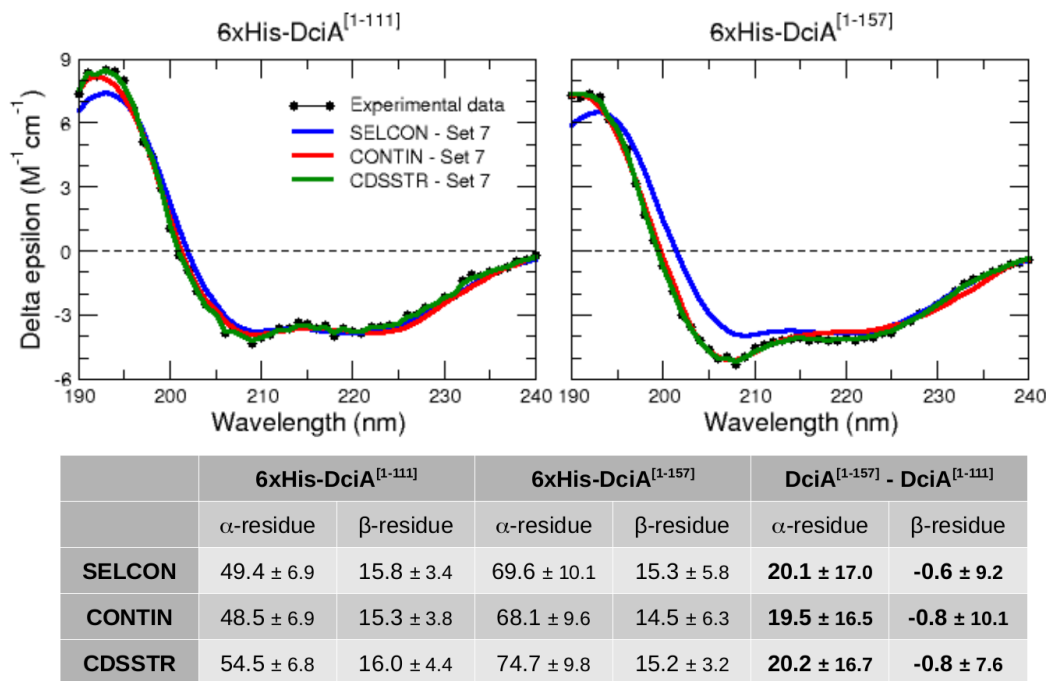 6xHis-DciA[1-111]
6xHis-DciA[1-157]
Delta epsilon (M-1cm-1)
9
6
3
0
-3
-6
Experimental data
SELCON - Set 7
CONTIN - Set 7
CDSSTR - Set 7
190 200 210 220 230 240
190 200 210 220 230 240
Wavelength (nm)
Wavelength (nm)
6xHis-DciA[1-111] 6xHis-DciA[1-157] DciA[1-157] - DciA[1-111]
α-residue β-residue α-residue β-residue α-residue β-residue
SELCON 49.4 ± 6.9 15.8 ± 3.4 69.6 ± 10.1 15.3 ± 5.8 20.1 ± 17.0 -0.6 ± 9.2
CONTIN 48.5 ± 6.9 15.3 ± 3.8 68.1 ± 9.6 14.5 ± 6.3 19.5 ± 16.5 -0.8 ± 10.1
CDSSTR 54.5 ± 6.8 16.0 ± 4.4 74.7 ± 9.8 15.2 ± 3.2 20.2 ± 16.7 -0.8 ± 7.6